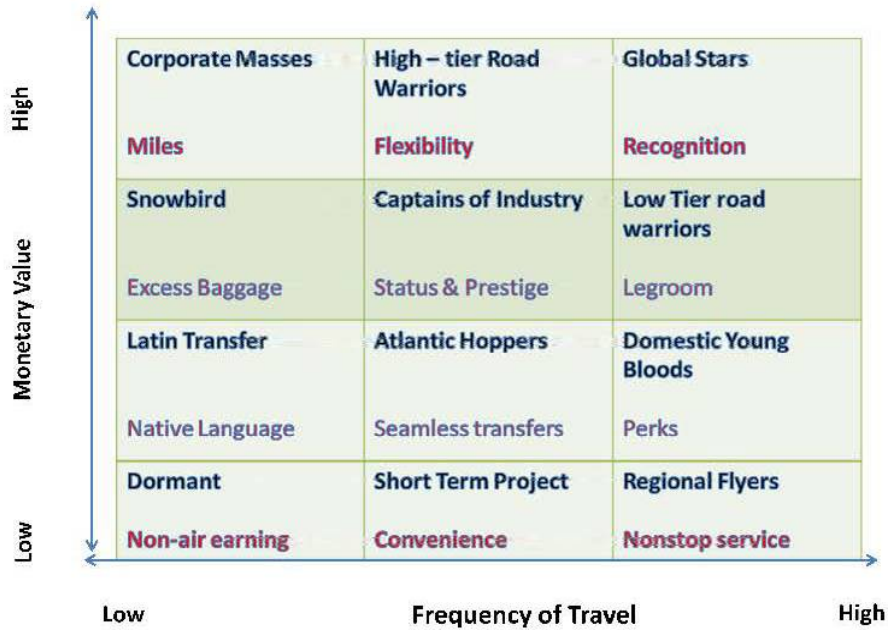 High
Monetary Value
Low
Corporate Masses
Miles
High – tier Road
Warriors
Flexibility
Global Stars
Recognition
Snowbird
Excess Baggage
Captains of Industry
Status & Prestige
Low Tier road
warriors
Legroom
Latin Transfer
Native Language
Atlantic Hoppers
Seamless transfers
Domestic Young
Bloods
Perks
Dormant
Non-air earning
Short Term Project
Convenience
Regional Flyers
Nonstop service
Low
Frequency of Travel
High